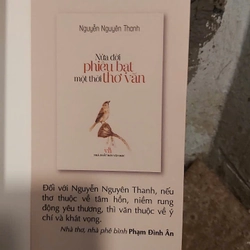 Nguyễn Nguyên Thanh
Nửa đời
phiêu bạt
một thời thơ văn
Đối với Nguyễn Nguyên Thanh, nếu
thơ thuộc về tâm hồn, niềm rung
động yêu thương, thì văn thuộc về ý
chí và khát vọng.
Nhà thơ, nhà phê bình Phạm Đình Ân